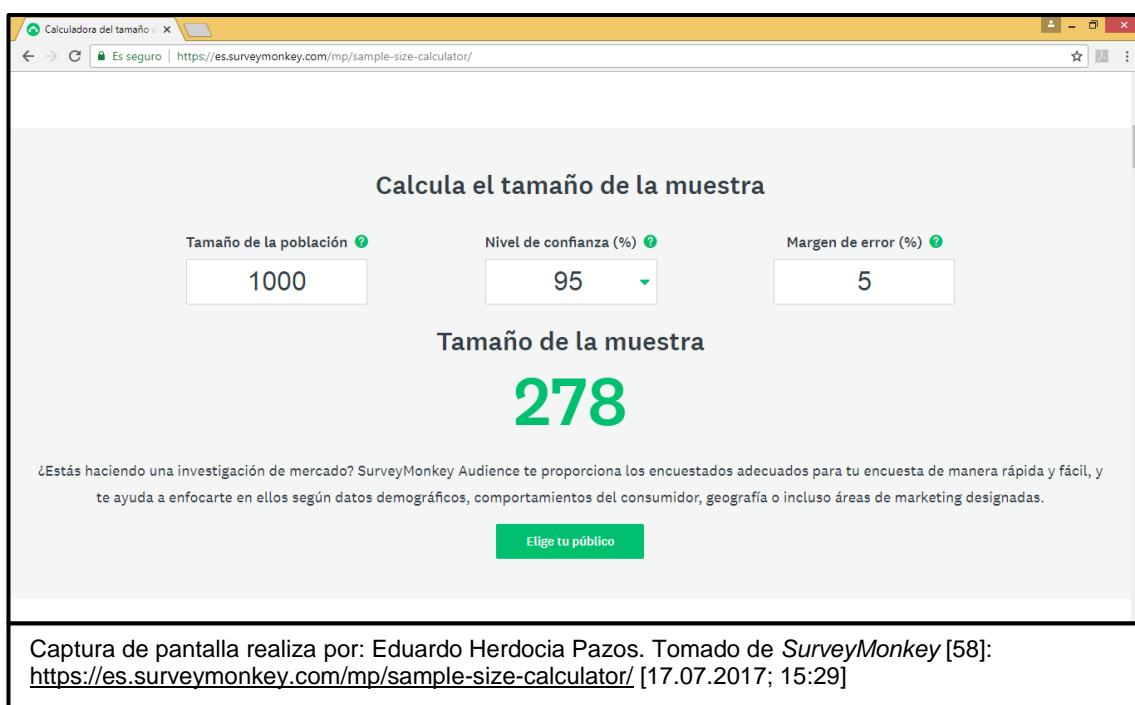 Calculadora del tamaño
Es seguro | https://es.surveymonkey.com/mp/sample-size-calculator/
Calcula el tamaño de la muestra
Tamaño de la población ? Nivel de confianza (%) ? Margen de error (%) ?
1000 95 5
Tamaño de la muestra
278
¿Estás haciendo una investigación de mercado? SurveyMonkey Audience te proporciona los encuestados adecuados para tu encuesta de manera rápida y fácil, y
te ayuda a enfocarte en ellos según datos demográficos, comportamientos del consumidor, geografía o incluso áreas de marketing designadas.
Elige tu público
Captura de pantalla realiza por: Eduardo Herdocia Pazos. Tomado de SurveyMonkey [58]:
https://es.surveymonkey.com/mp/sample-size-calculator/ [17.07.2017; 15:29]